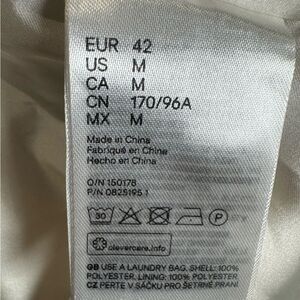 EUR 42
US M
CA M
CN 170/96A
MX M
Made in China
Fabriqué en Chine
Hecho en China
O/N 150178
P/N 0825195.1
30
P
clevercare.info
GB USE A LAUNDRY BAG. SHELL: 100%
POLYESTER. LINING: 100% POLYESTER
CZ PERTE V SÁČKU PRO ŠETRNÉ PRANÍ